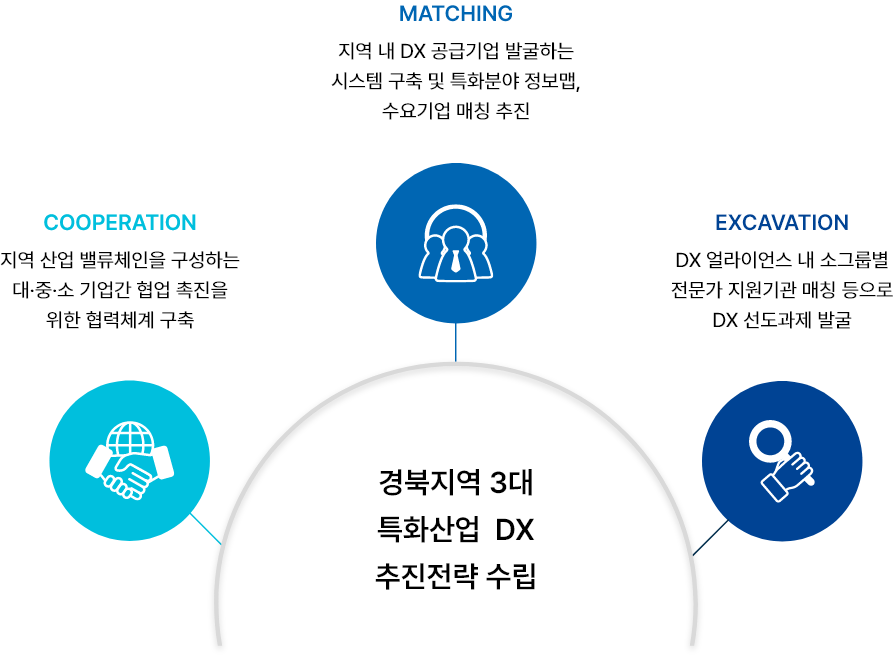 MATCHING
지역 내 DX 공급기업 발굴하는
시스템 구축 및 특화분야 정보맵,
수요기업 매칭 추진
COOPERATION
지역 산업 밸류체인을 구성하는
대·중·소 기업간 협업 촉진을
위한 협력체계 구축
EXCAVATION
DX 얼라이언스 내 소그룹별
전문가 지원기관 매칭 등으로
DX 선도과제 발굴
경북지역 3대
특화산업 DX
추진전략 수립